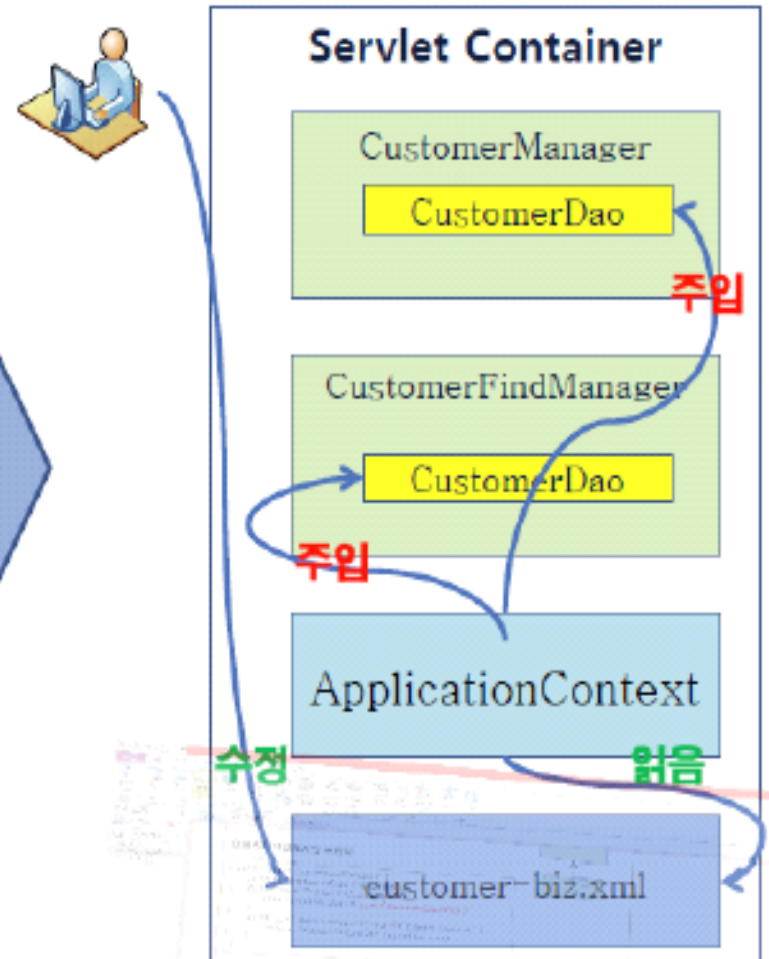 Servlet Container
CustomerManager
CustomerDao
주입
CustomerFindManager
CustomerDao
주입
ApplicationContext
수정
읽음
customer-biz.xml